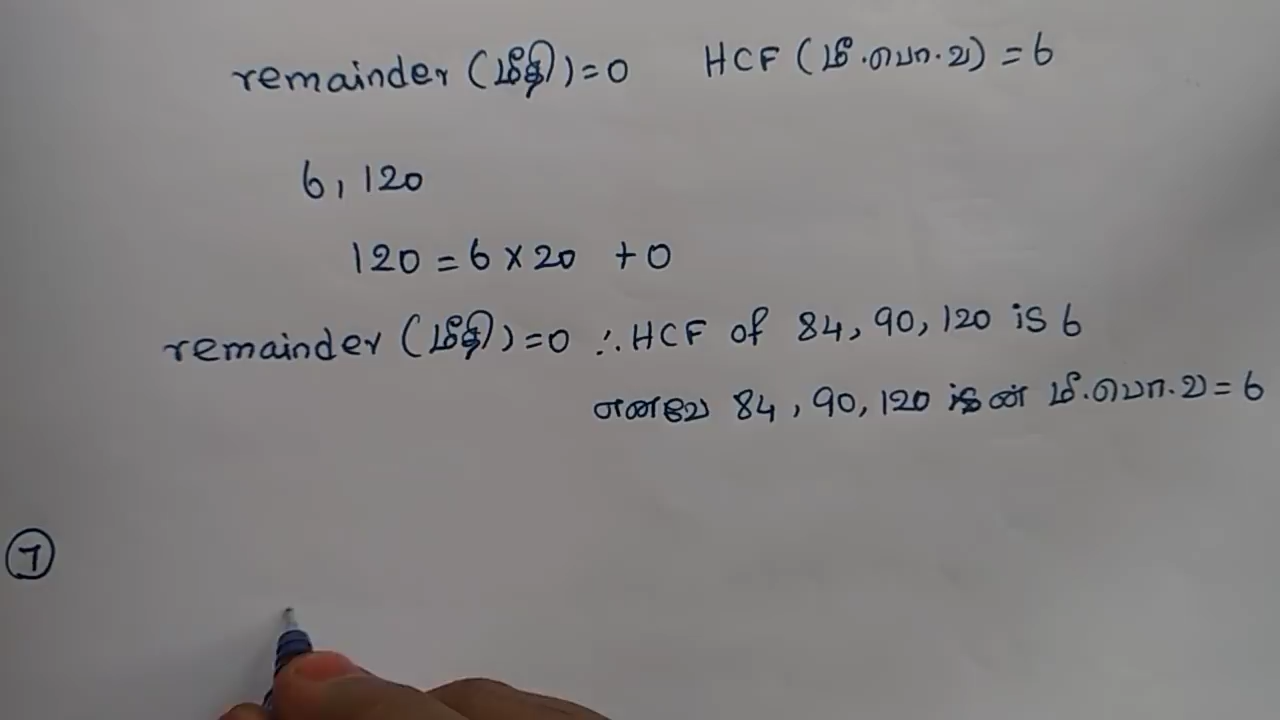 remainder (மீதி) = 0 HCF (மீ.பொ.வ) = 6
6, 120
120 = 6 × 20 + 0
remainder (மீதி) = 0 ∴ HCF of 84, 90, 120 is 6
எனவே 84, 90, 120 ன் மீ.பொ.வ = 6
7